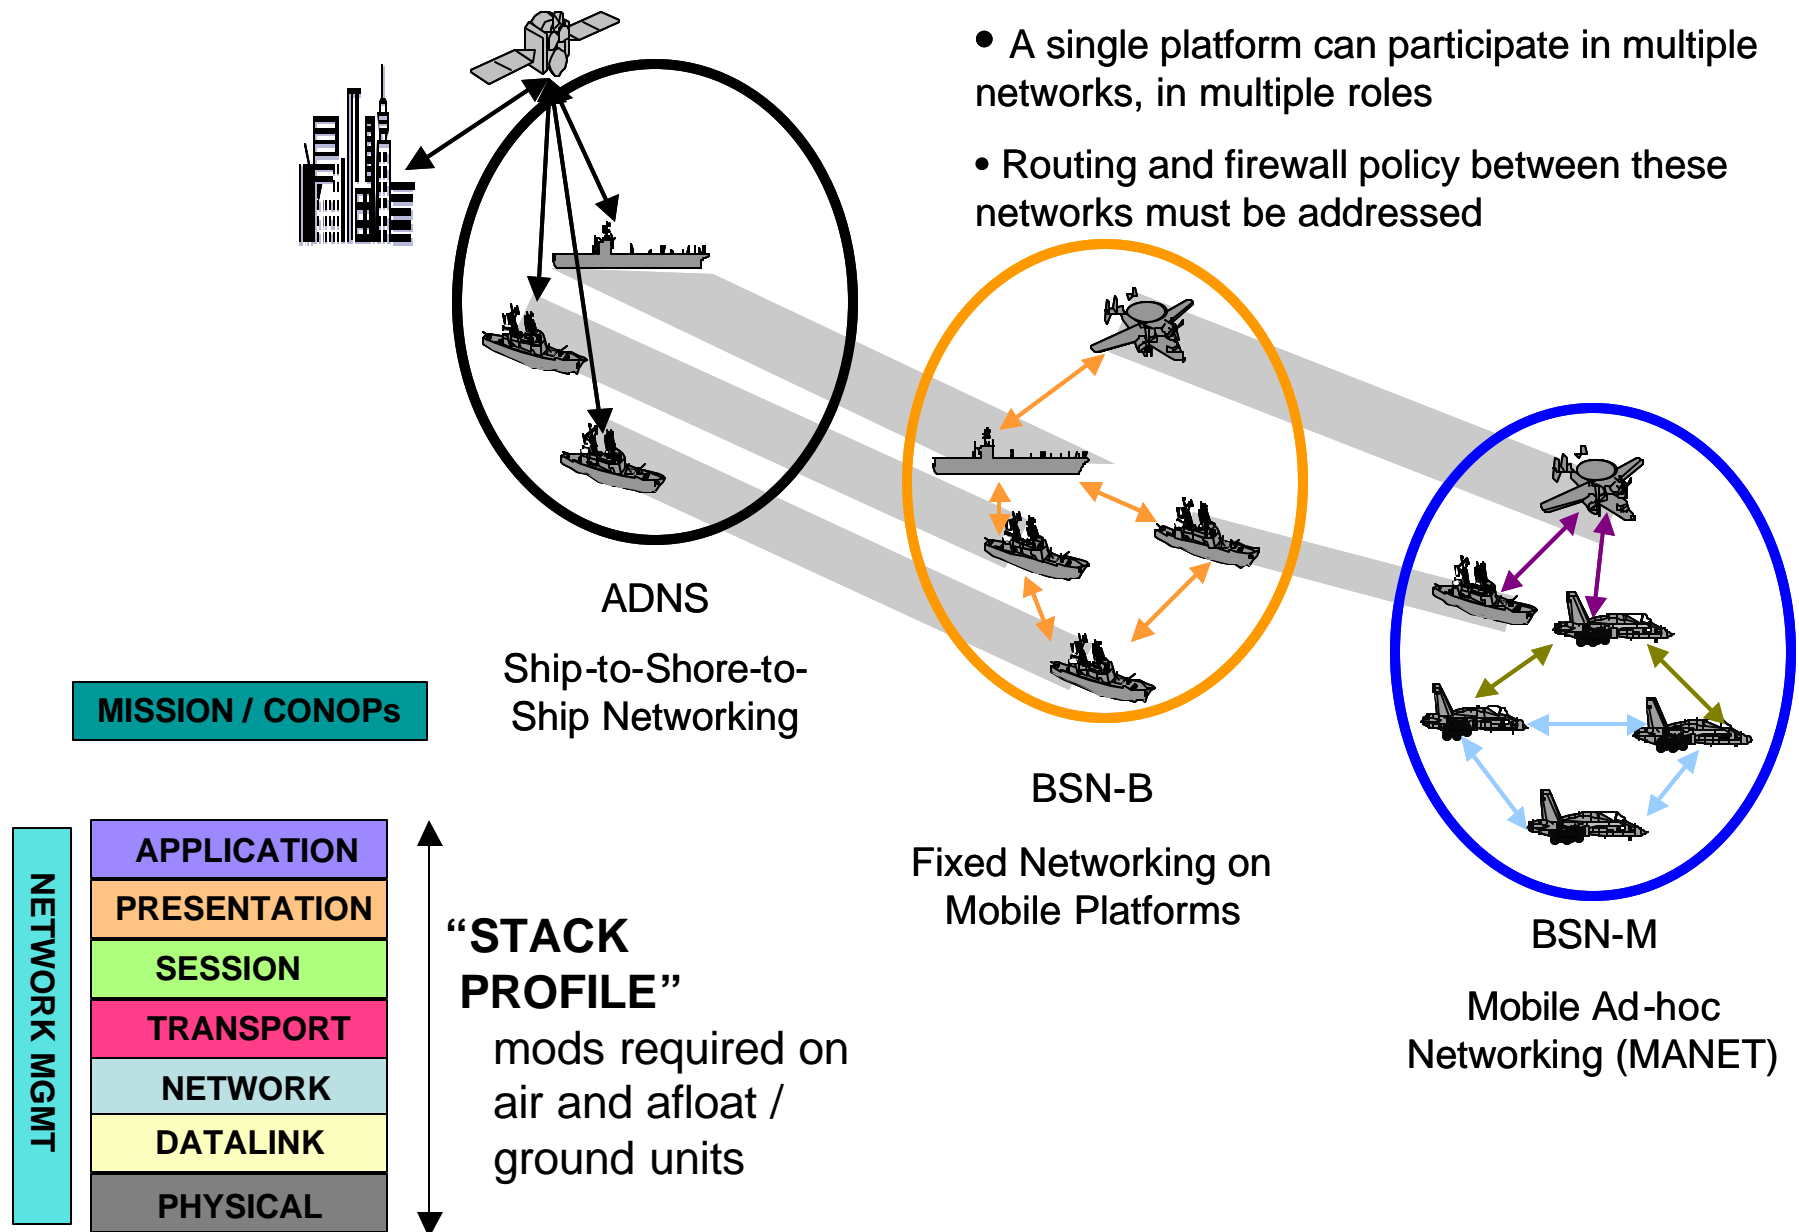 • A single platform can participate in multiple
networks, in multiple roles
• Routing and firewall policy between these
networks must be addressed
ADNS
Ship-to-Shore-to-
Ship Networking
BSN-B
Fixed Networking on
Mobile Platforms
BSN-M
Mobile Ad-hoc
Networking (MANET)
MISSION / CONOPs
NETWORK MGMT
APPLICATION
PRESENTATION
SESSION
TRANSPORT
NETWORK
DATALINK
PHYSICAL
“STACK
PROFILE”
mods required on
air and afloat /
ground units